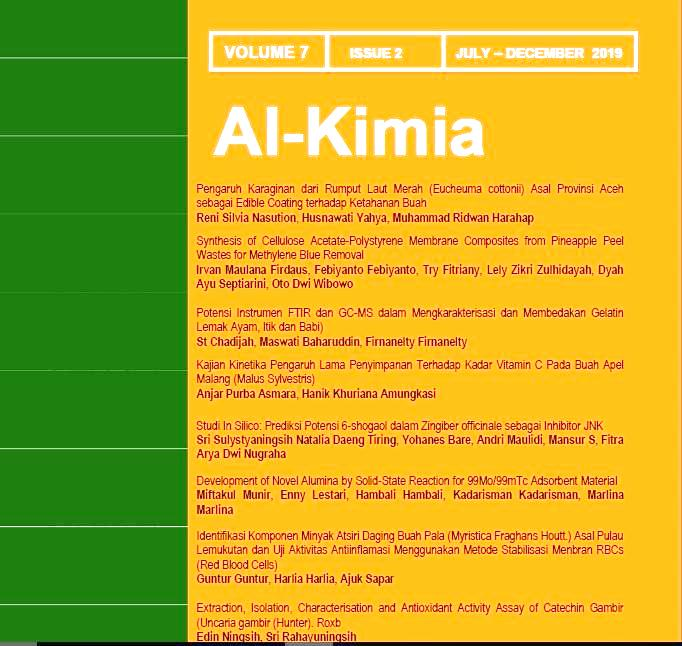 VOLUME 7 ISSUE 2 JULY – DECEMBER 2019
Al-Kimia
Pengaruh Karaginan dari Rumput Laut Merah (Eucheuma cottonii) Asal Provinsi Aceh
sebagai Edible Coating terhadap Ketahanan Buah
Reni Silvia Nasution, Husnawati Yahya, Muhammad Ridwan Harahap
Synthesis of Cellulose Acetate-Polystyrene Membrane Composites from Pineapple Peel
Wastes for Methylene Blue Removal
Irvan Maulana Firdaus, Febiyanto Febiyanto, Try Fitriany, Lely Zikri Zulhidayah, Dyah
Ayu Septiarini, Oto Dwi Wibowo
Potensi Instrumen FTIR dan GC-MS dalam Mengkarakterisasi dan Membedakan Gelatin
Lemak Ayam, Itik dan Babi)
St Chadijah, Maswati Baharuddin, Firnanelty Firnanelty
Kajian Kinetika Pengaruh Lama Penyimpanan Terhadap Kadar Vitamin C Pada Buah Apel
Malang (Malus Sylvestris)
Anjar Purba Asmara, Hanik Khuriana Amungkasi
Studi In Silico: Prediksi Potensi 6-shogaol dalam Zingiber officinale sebagai Inhibitor JNK
Sri Sulystyaningsih Natalia Daeng Tiring, Yohanes Bare, Andri Maulidi, Mansur S, Fitra
Arya Dwi Nugraha
Development of Novel Alumina by Solid-State Reaction for 99Mo/99mTc Adsorbent Material
Miftakul Munir, Enny Lestari, Hambali Hambali, Kadarisman Kadarisman, Marlina
Marlina
Identifikasi Komponen Minyak Atsiri Daging Buah Pala (Myristica Fraghans Houtt.) Asal Pulau
Lemukutan dan Uji Aktivitas Antiinflamasi Menggunakan Metode Stabilisasi Menbran RBCs
(Red Blood Cells)
Guntur Guntur, Harlia Harlia, Ajuk Sapar
Extraction, Isolation, Characterisation and Antioxidant Activity Assay of Catechin Gambir
(Uncaria gambir (Hunter). Roxb
Edin Ningsih, Sri Rahayuningsih